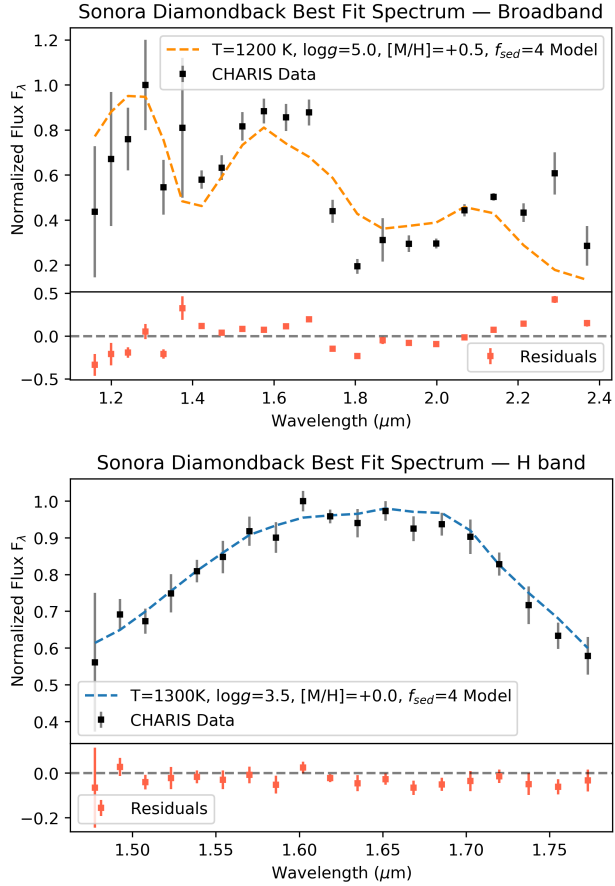 Sonora Diamondback Best Fit Spectrum — Broadband
T=1200 K, logg=5.0, [M/H]=+0.5, fsed=4 Model
CHARIS Data
Normalized Flux Fλ
1.2
1.0
0.8
0.6
0.4
0.2
0.5
0.0
−0.5
Residuals
1.2 1.4 1.6 1.8 2.0 2.2 2.4
Wavelength (μm)
Sonora Diamondback Best Fit Spectrum — H band
Normalized Flux Fλ
1.0
0.9
0.8
0.7
0.6
0.5
0.4
T=1300K, logg=3.5, [M/H]=+0.0, fsed=4 Model
CHARIS Data
0.0
−0.2
Residuals
1.50 1.55 1.60 1.65 1.70 1.75
Wavelength (μm)